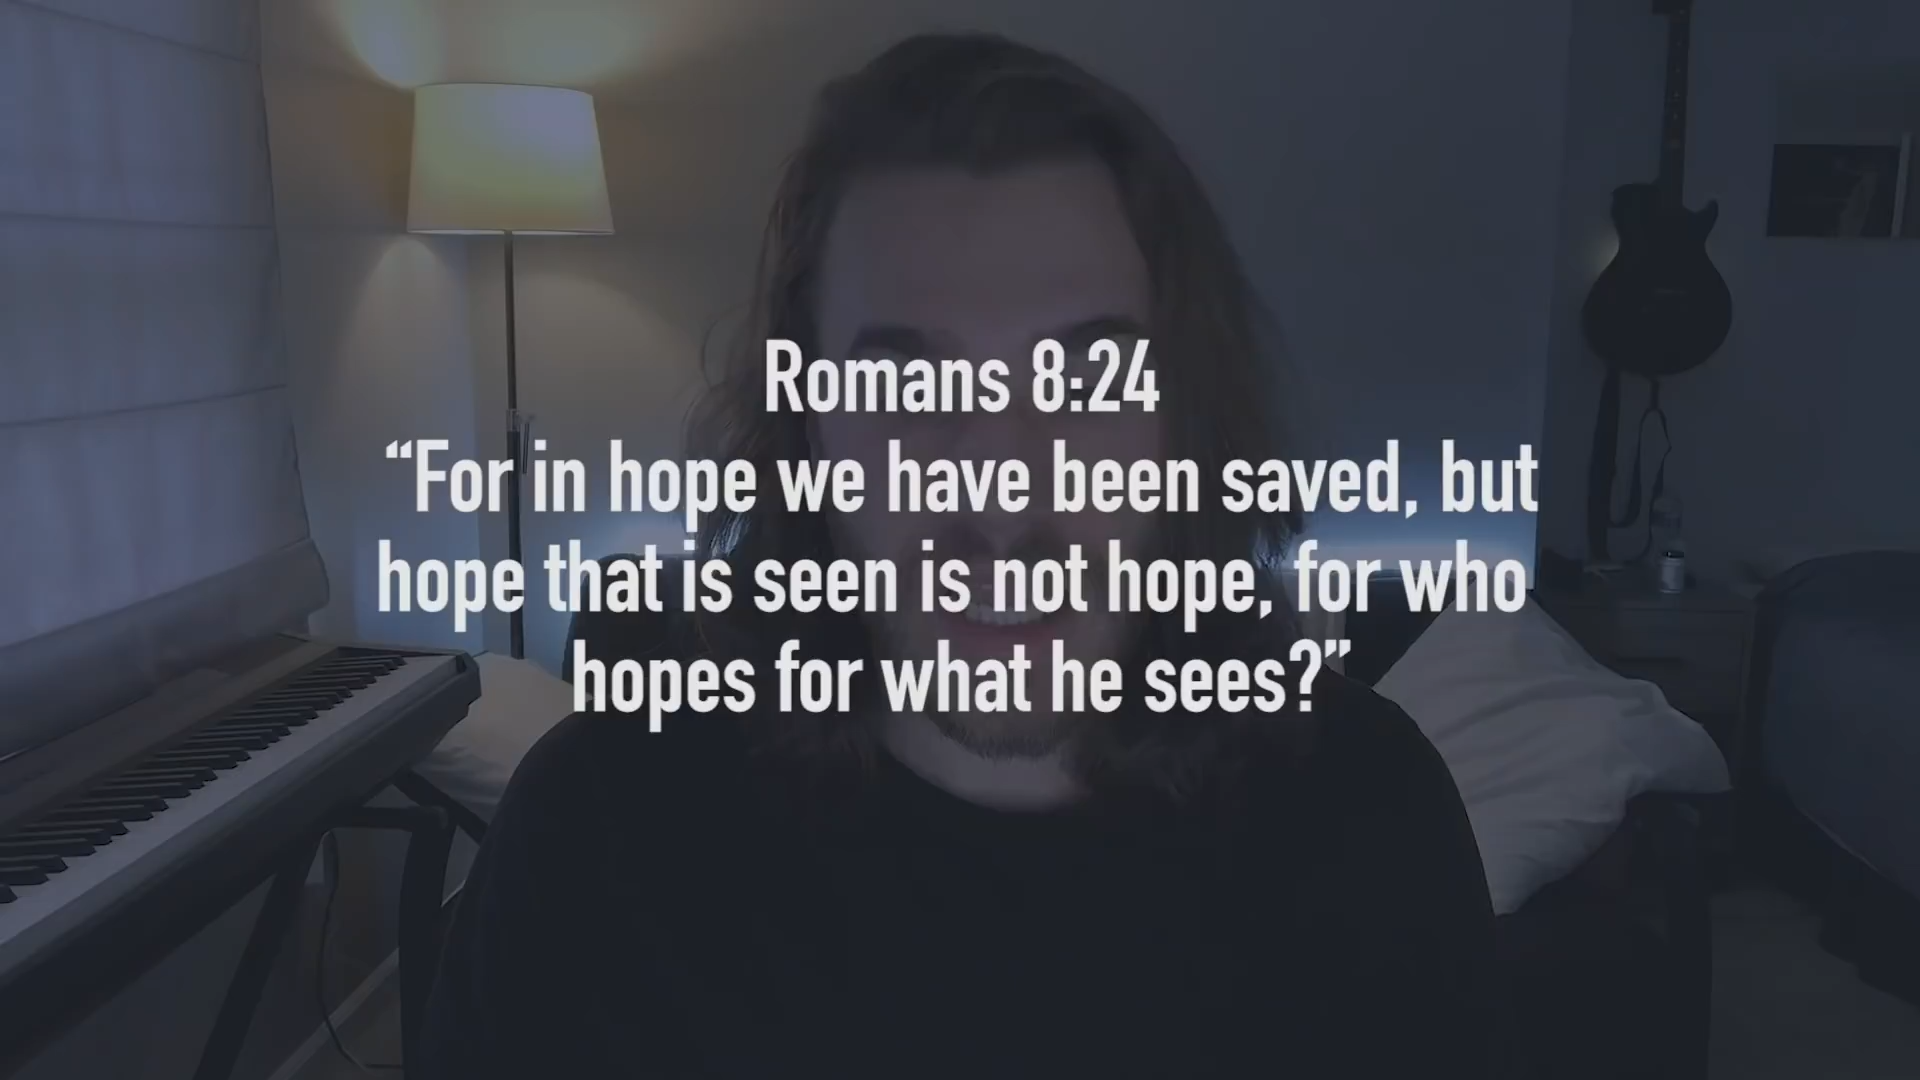 Romans 8:24
“For in hope we have been saved, but
hope that is seen is not hope, for who
hopes for what he sees?”